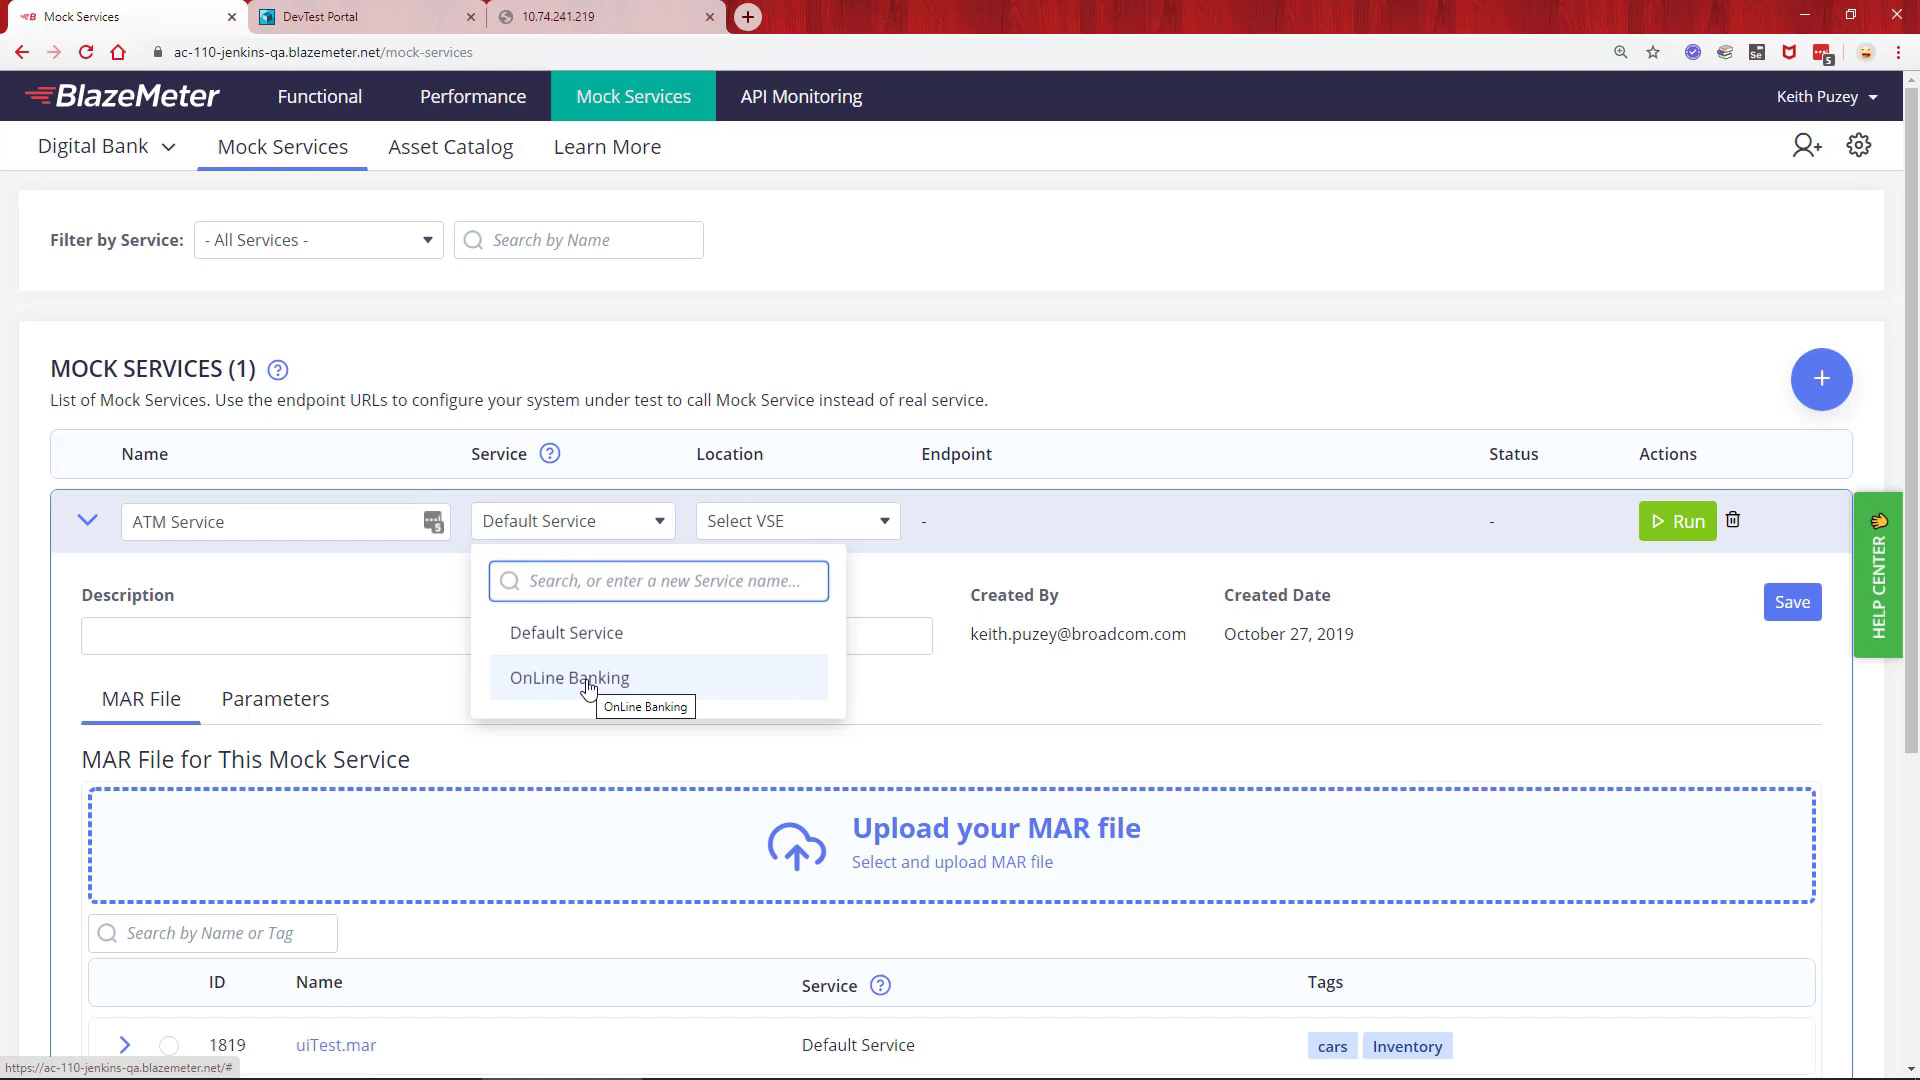 Mock Services
DevTest Portal
10.74.241.219
ac-110-jenkins-qa.blazemeter.net/mock-services
BlazeMeter
Functional
Performance
Mock Services
API Monitoring
Keith Puzey
Digital Bank
Mock Services
Asset Catalog
Learn More
Filter by Service:
- All Services -
Search by Name
MOCK SERVICES (1)
List of Mock Services. Use the endpoint URLs to configure your system under test to call Mock Service instead of real service.
Name
Service
Location
Endpoint
Status
Actions
ATM Service
Default Service
Select VSE
-
-
Run
Search, or enter a new Service name...
Default Service
OnLine Banking
OnLine Banking
Description
Created By
Created Date
keith.puzey@broadcom.com
October 27, 2019
Save
HELP CENTER
MAR File
Parameters
MAR File for This Mock Service
Upload your MAR file
Select and upload MAR file
Search by Name or Tag
ID
Name
Service
Tags
1819
uiTest.mar
Default Service
cars
Inventory
https://ac-110-jenkins-qa.blazemeter.net/#